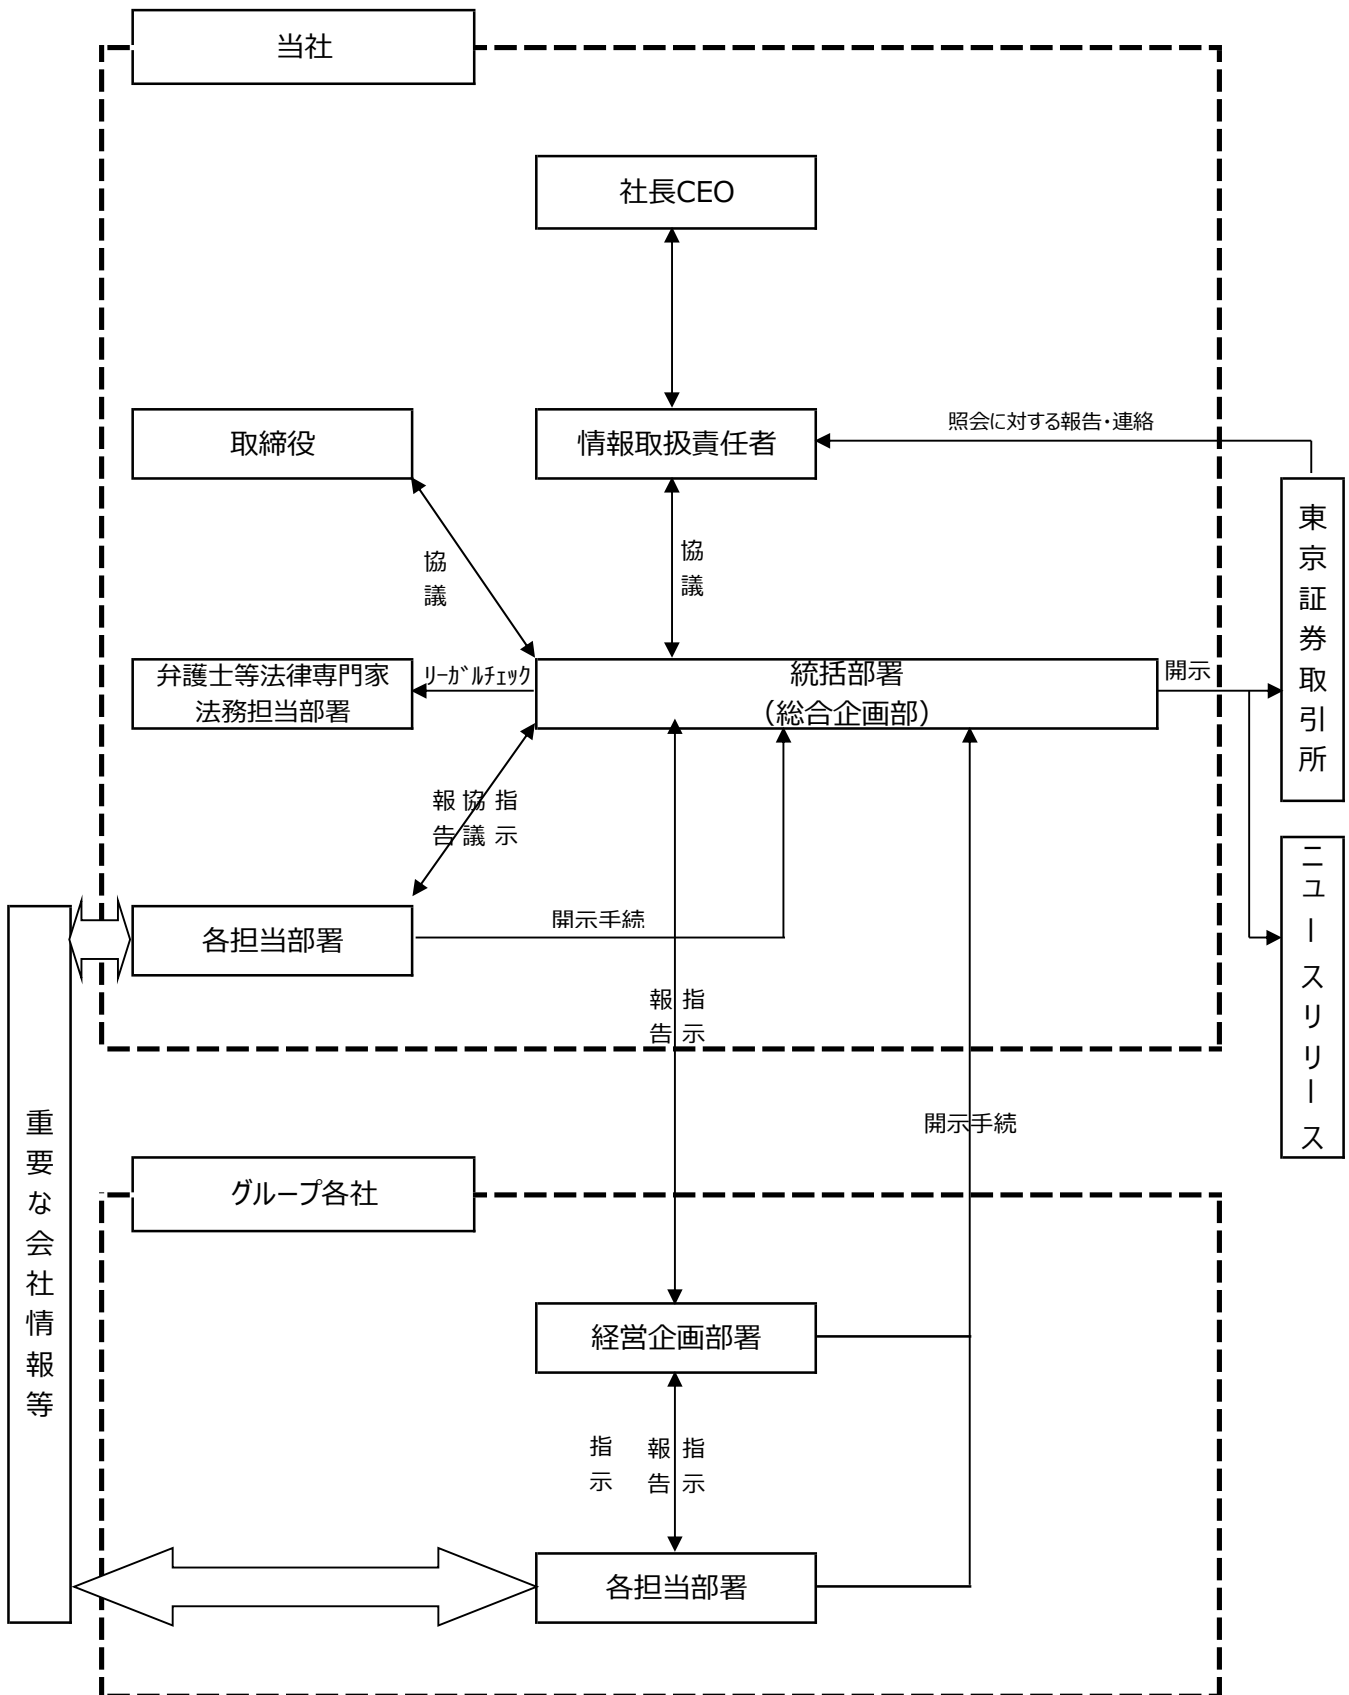 当社
社長CEO
取締役
情報取扱責任者
照会に対する報告・連絡
東京証券取引所
協議
協議
弁護士等法律専門家
法務担当部署
ﾘｰｶﾞﾙﾁｪｯｸ
統括部署
（総合企画部）
開示
報告
協議
指示
ニュースリリース
各担当部署
開示手続
報告
指示
重要な会社情報等
開示手続
グループ各社
経営企画部署
指示
報告
指示
各担当部署